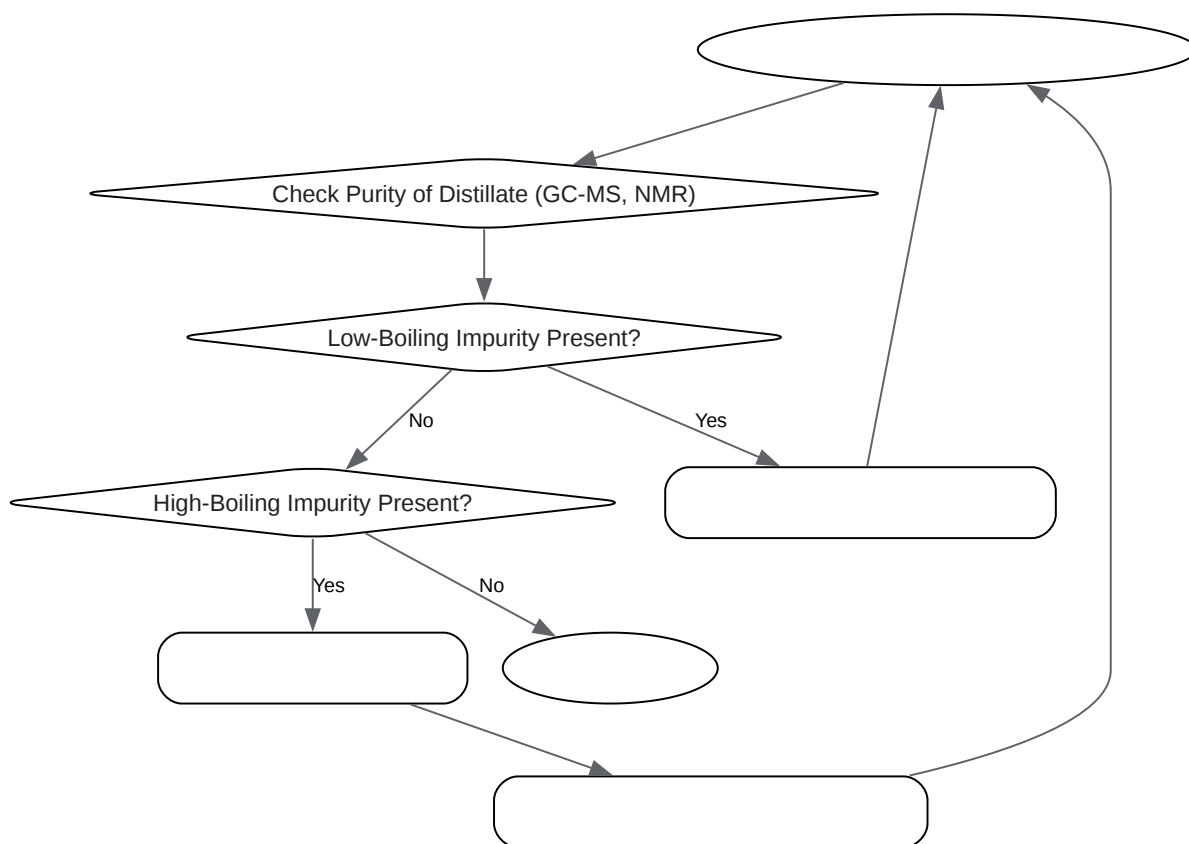 Check Purity of Distillate (GC-MS, NMR)
Low-Boiling Impurity Present?
No
Yes
High-Boiling Impurity Present?
Yes
No